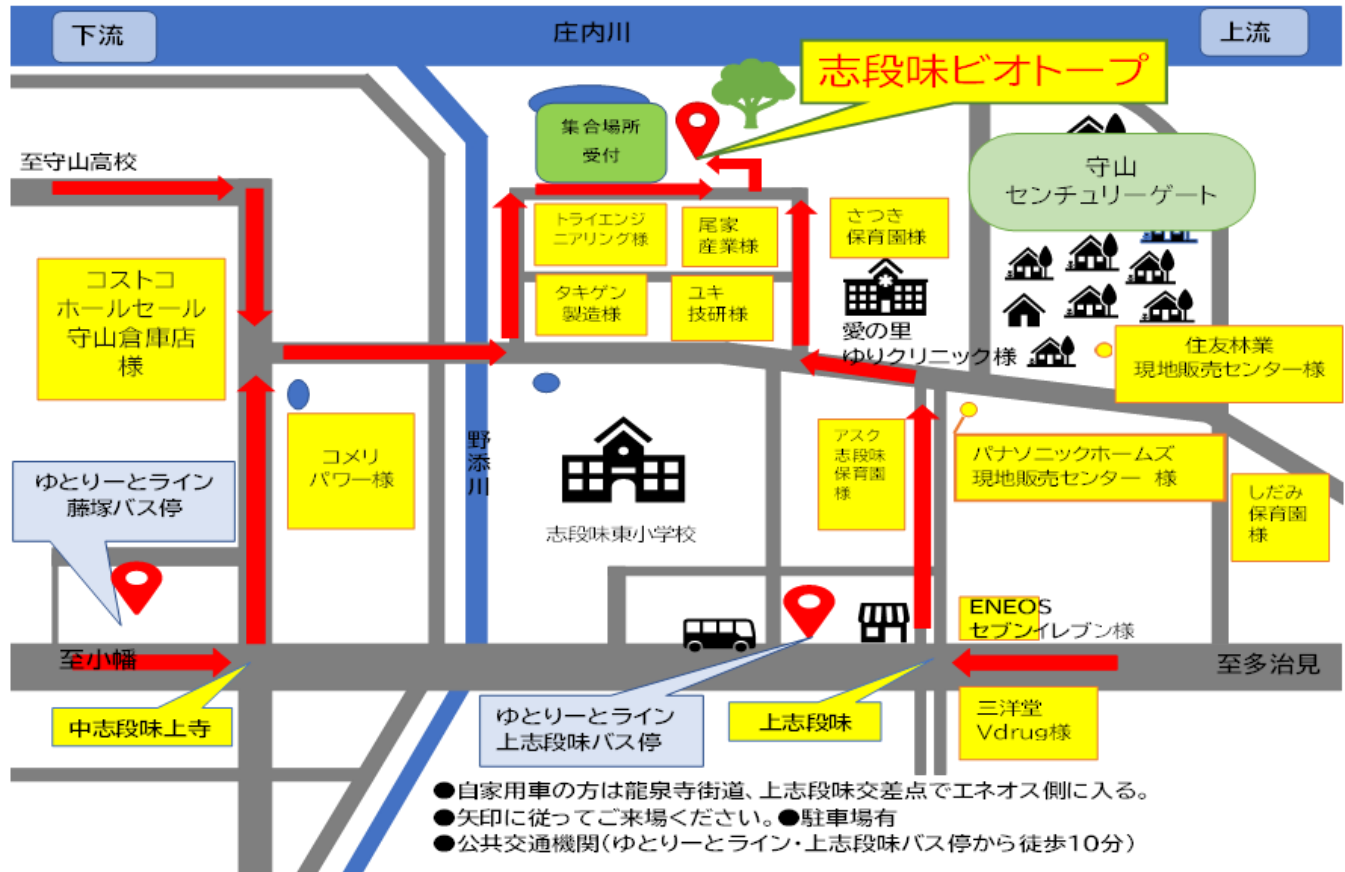 下流
庄内川
上流
志段味ビオトープ
集合場所
受付
至守山高校
守山
センチュリーゲート
トライエンジ
ニアリング様
尾家
産業様
さつき
保育園様
コストコ
ホールセール
守山倉庫店
様
タキゲン
製造様
ユキ
技研様
愛の里
ゆりクリニック様
住友林業
現地販売センター様
コメリ
パワー様
野添川
アスク
志段味
保育園
様
パナソニックホームズ
現地販売センター 様
ゆとりーとライン
藤塚バス停
しだみ
保育園
様
志段味東小学校
ENEOS
セブンイレブン様
至小幡
至多治見
中志段味上寺
ゆとりーとライン
上志段味バス停
上志段味
三洋堂
Vdrug様
●自家用車の方は龍泉寺街道、上志段味交差点でエネオス側に入る。
●矢印に従ってご来場ください。●駐車場有
●公共交通機関(ゆとりーとライン・上志段味バス停から徒歩10分)